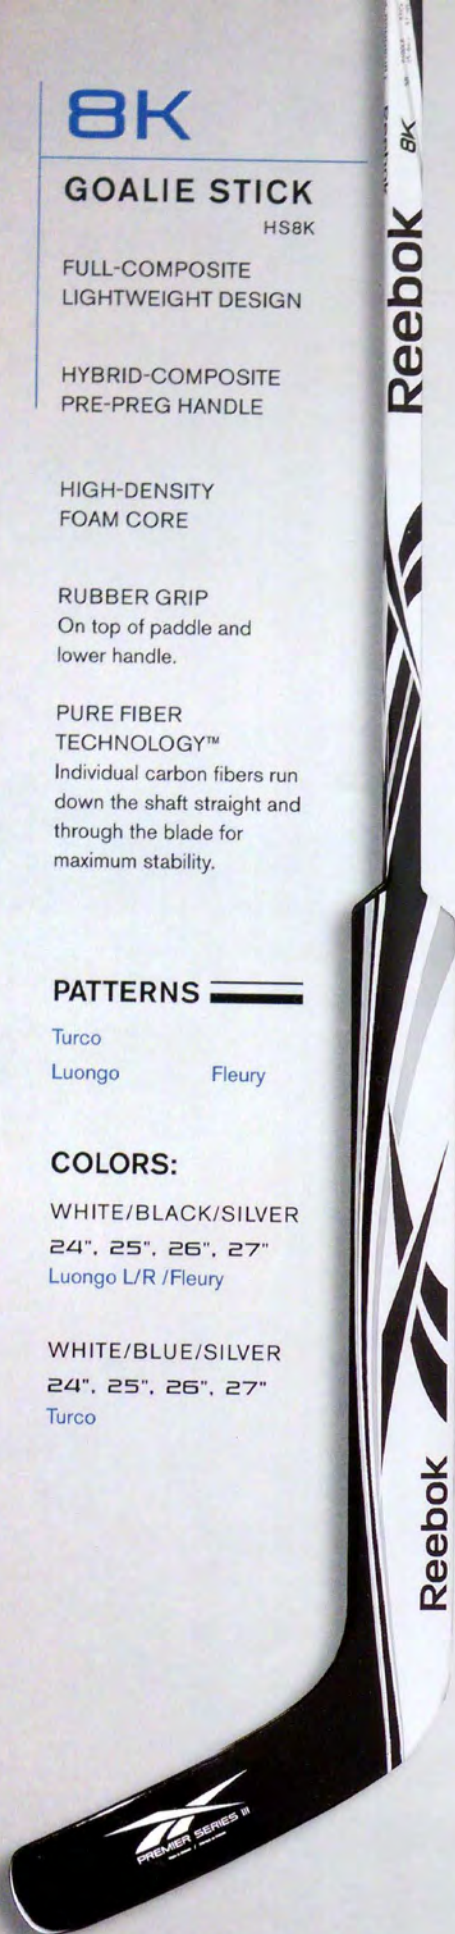 8K
GOALIE STICK
HS8K
FULL-COMPOSITE
LIGHTWEIGHT DESIGN
HYBRID-COMPOSITE
PRE-PREG HANDLE
HIGH-DENSITY
FOAM CORE
RUBBER GRIP
On top of paddle and
lower handle.
PURE FIBER
TECHNOLOGY™
Individual carbon fibers run
down the shaft straight and
through the blade for
maximum stability.
PATTERNS
Turco
Luongo Fleury
COLORS:
WHITE/BLACK/SILVER
24", 25", 26", 27"
Luongo L/R /Fleury
WHITE/BLUE/SILVER
24", 25", 26", 27"
Turco
8K
Reebok
Reebok
PREMIER SERIES III